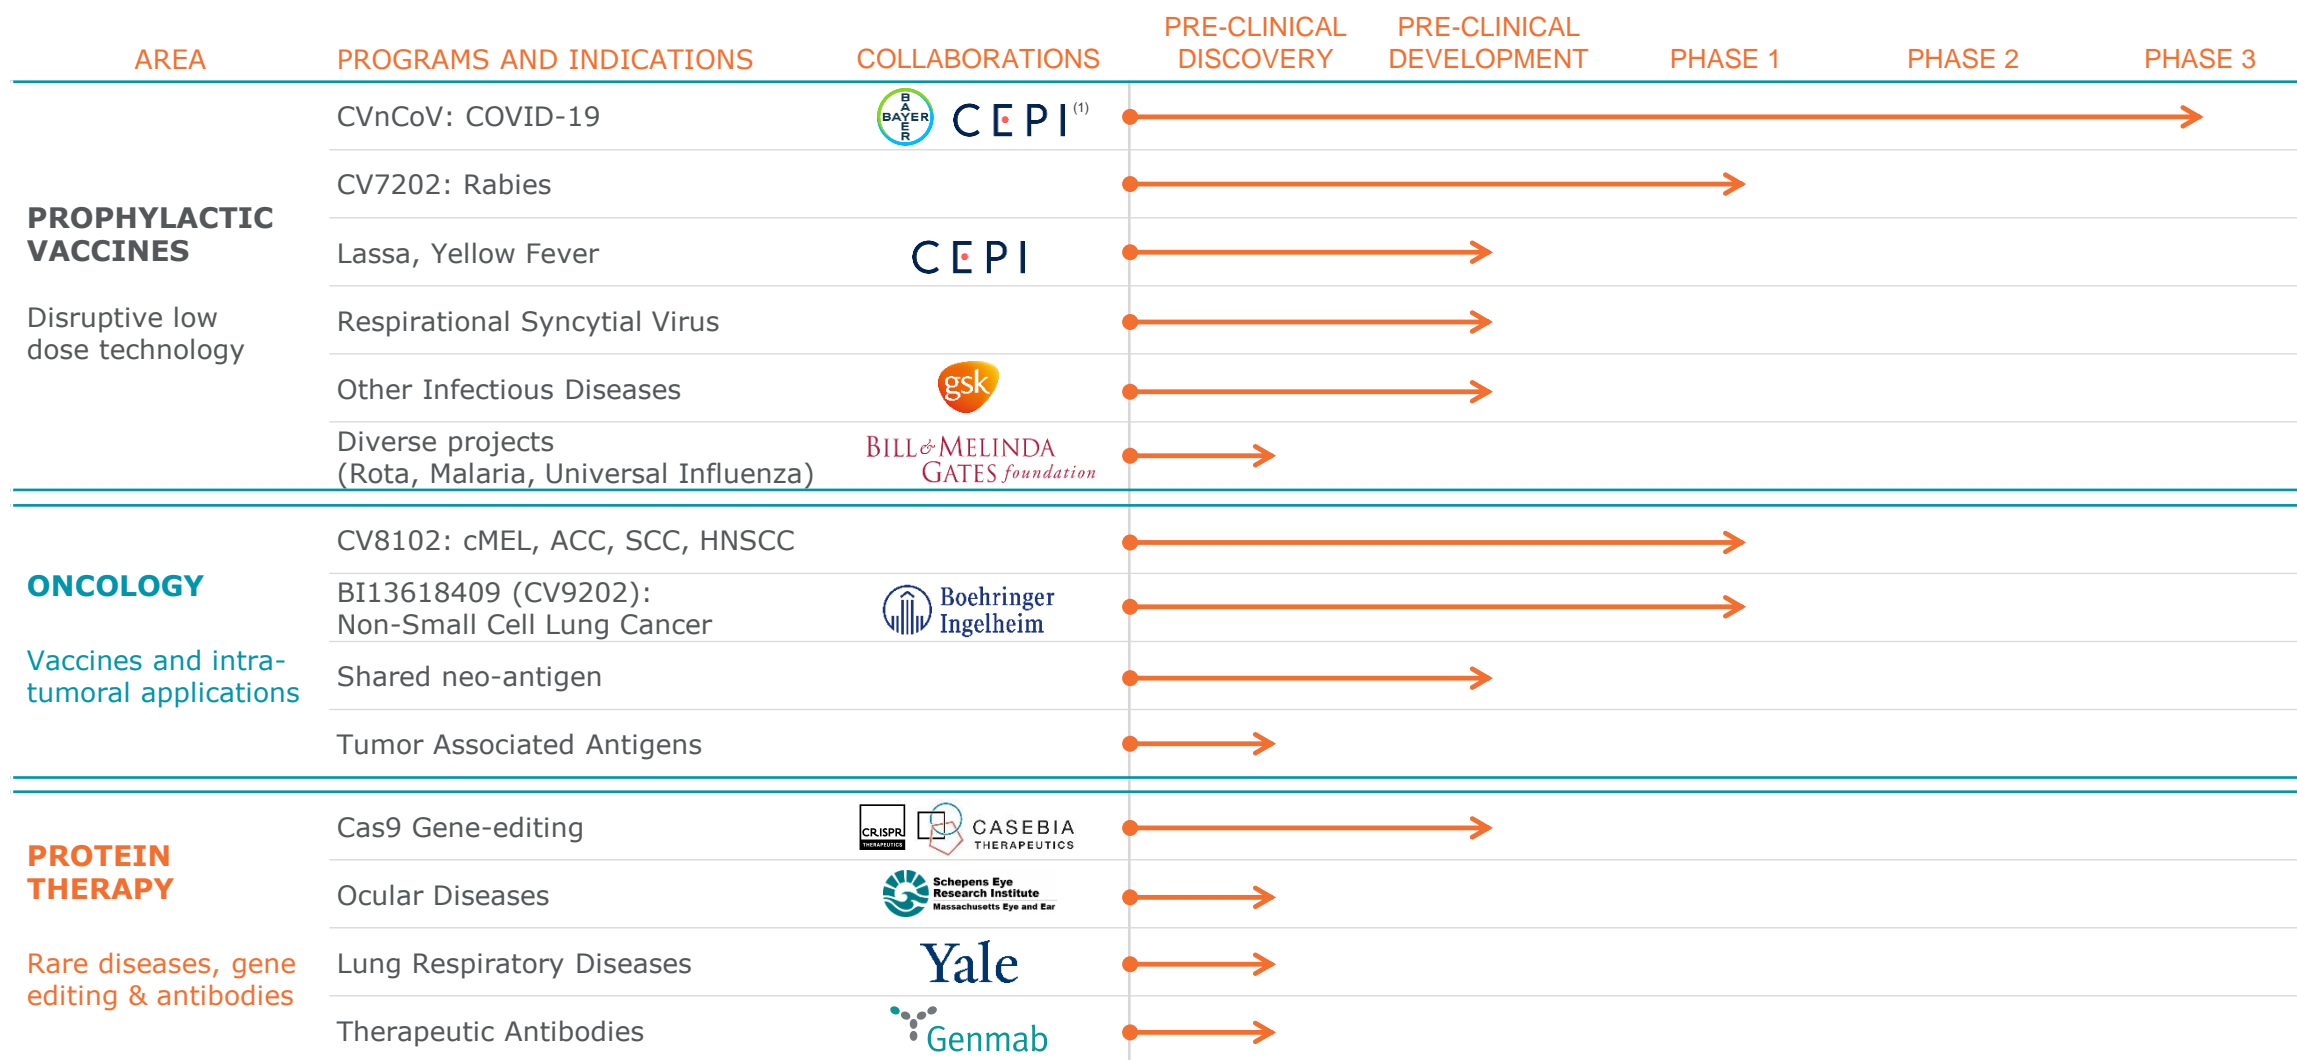 AREA
PROGRAMS AND INDICATIONS
COLLABORATIONS
PRE-CLINICAL
DISCOVERY
PRE-CLINICAL
DEVELOPMENT
PHASE 1
PHASE 2
PHASE 3
PROPHYLACTIC
VACCINES
Disruptive low
dose technology
CVnCoV: COVID-19
BAYER
BAYER
CEPI (1)
CV7202: Rabies
Lassa, Yellow Fever
CEPI
Respirational Syncytial Virus
Other Infectious Diseases
gsk
Diverse projects
(Rota, Malaria, Universal Influenza)
BILL & MELINDA
GATES foundation
ONCOLOGY
Vaccines and intra-
tumoral applications
CV8102: cMEL, ACC, SCC, HNSCC
BI13618409 (CV9202):
Non-Small Cell Lung Cancer
Boehringer
Ingelheim
Shared neo-antigen
Tumor Associated Antigens
PROTEIN
THERAPY
Rare diseases, gene
editing & antibodies
Cas9 Gene-editing
CRISPR
THERAPEUTICS
CASEBIA
THERAPEUTICS
Ocular Diseases
Schepens Eye
Research Institute
Massachusetts Eye and Ear
Lung Respiratory Diseases
Yale
Therapeutic Antibodies
Genmab